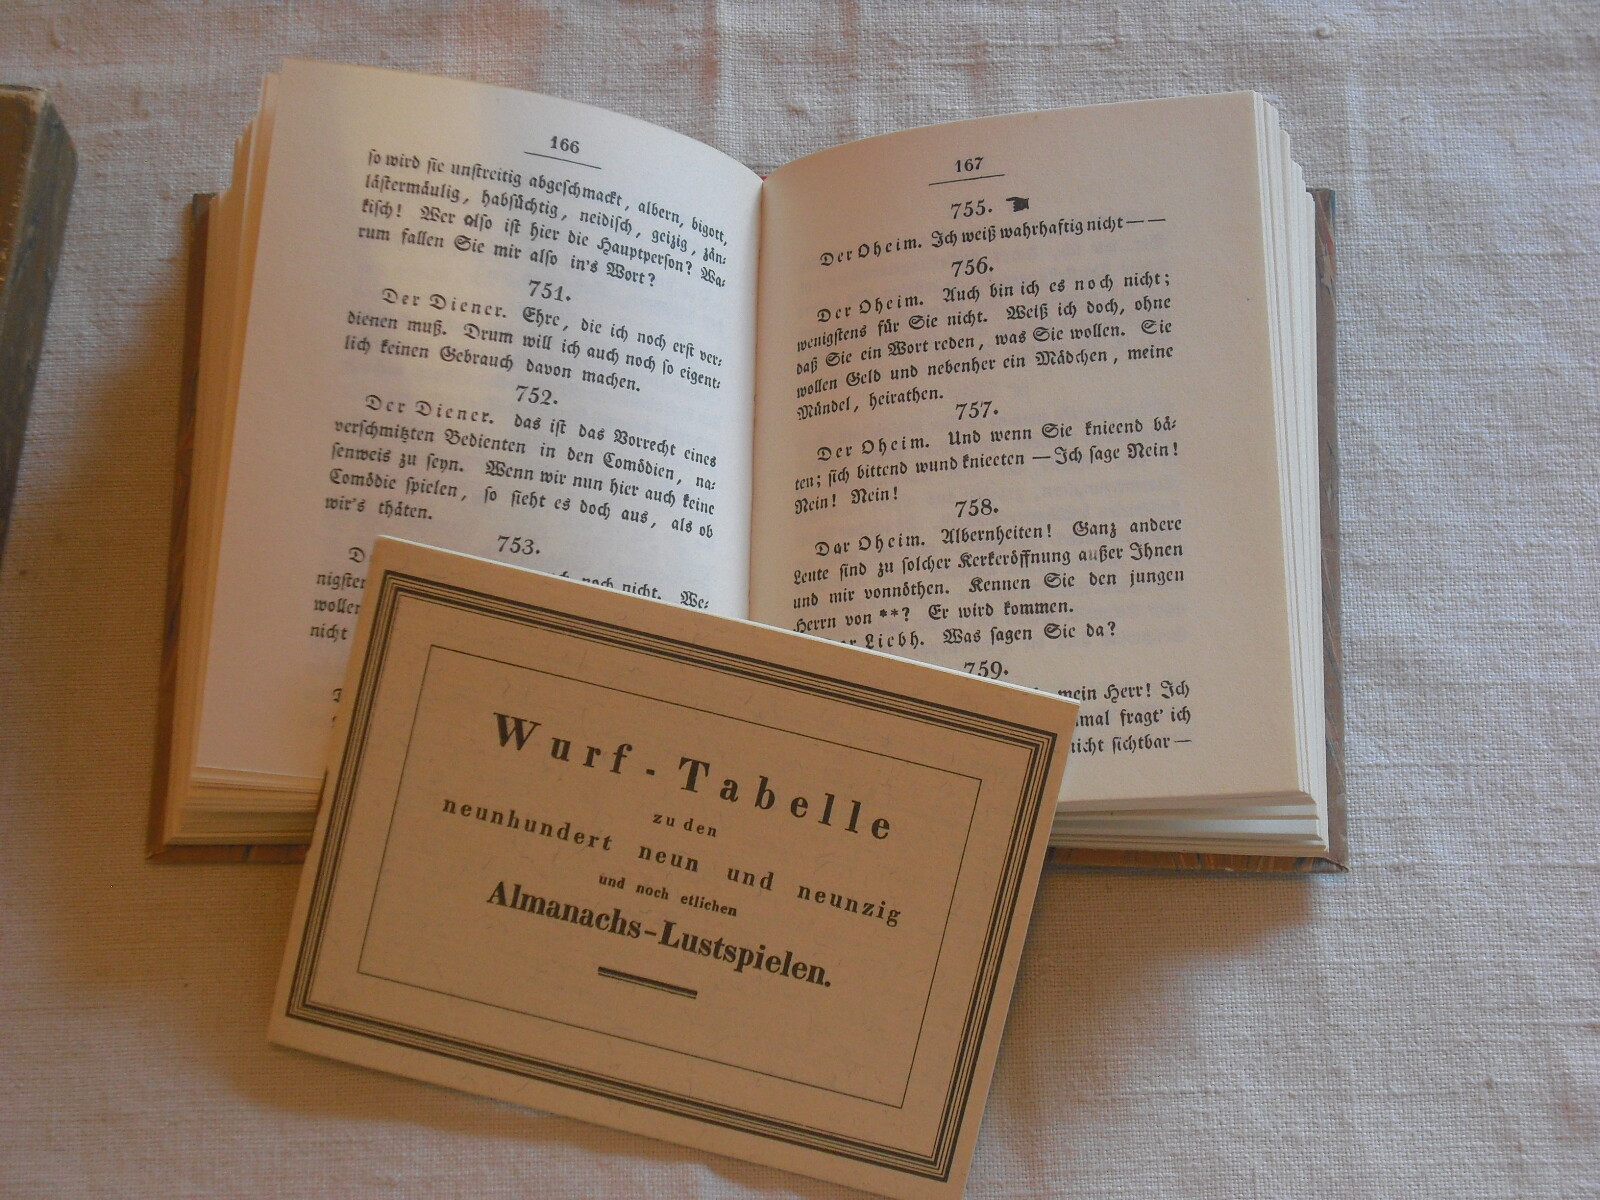 166
so wird sie unstreitig abgeschmackt, albern, bigott,
lästermäulig, habsüchtig, neidisch, geizig, zän-
kisch! Wer also ist hier die Hauptperson? Wa-
rum fallen Sie mir also in's Wort?
751.
Der Diener. Ehre, die ich noch erst ver-
dienen muß. Drum will ich auch noch so eigent-
lich keinen Gebrauch davon machen.
752.
Der Diener. das ist das Vorrecht eines
verschmitzten Bedienten in den Comödien, na-
senweis zu seyn. Wenn wir nun hier auch keine
Comödie spielen, so sieht es doch aus, als ob
wir's thäten.
753.
D noch nicht. We-
nigsten
wollen
nicht
167
755.
Der Oheim. Ich weiß wahrhaftig nicht — —
756.
Der Oheim. Auch bin ich es noch nicht;
wenigstens für Sie nicht. Weiß ich doch, ohne
daß Sie ein Wort reden, was Sie wollen. Sie
wollen Geld und nebenher ein Mädchen, meine
Mündel, heirathen.
757.
Der Oheim. Und wenn Sie knieend bä-
ten; sich bittend wund knieeten — Ich sage Nein!
Nein! Nein!
758.
Dar Oheim. Albernheiten! Ganz andere
Leute sind zu solcher Kerkeröffnung außer Ihnen
und mir vonnöthen. Kennen Sie den jungen
Herrn von **? Er wird kommen.
Liebh. Was sagen Sie da?
759.
mein Herr! Ich
mal fragt' ich
nicht sichtbar —
Wurf-Tabelle
zu den
neunhundert neun und neunzig
und noch etlichen
Almanachs-Lustspielen.